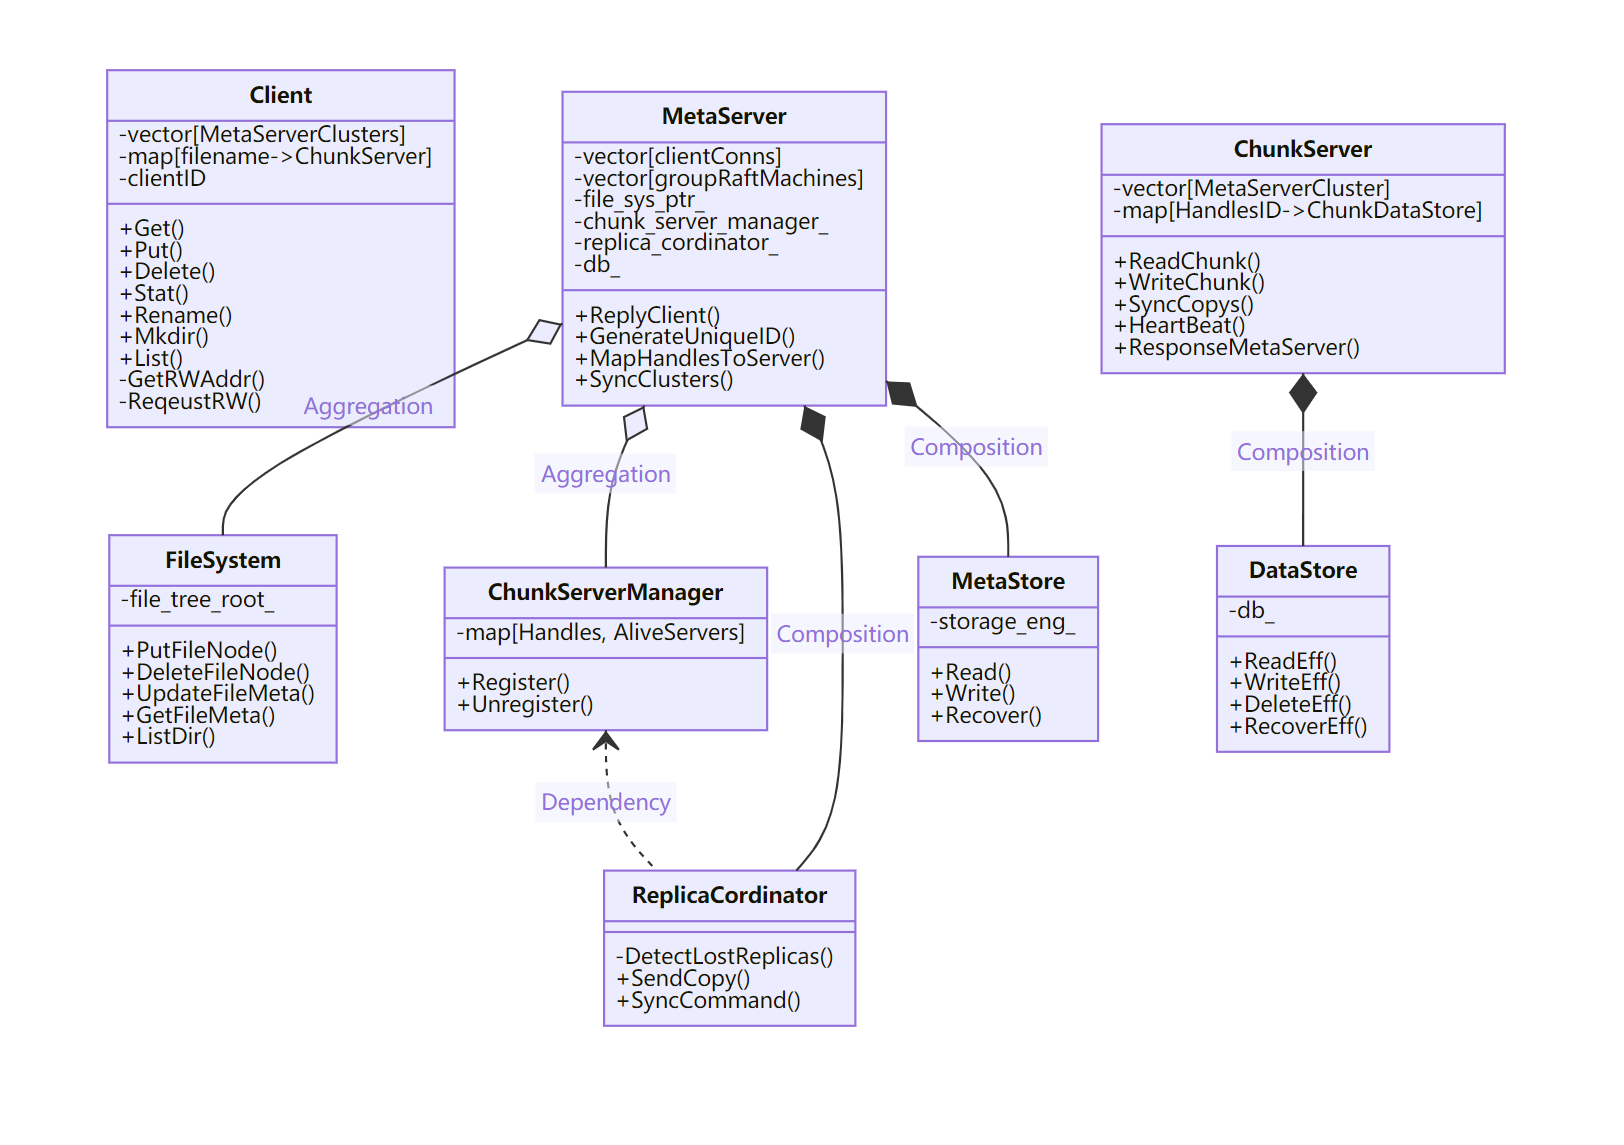 Client
-vector[MetaServerClusters]
-map[filename->ChunkServer]
-clientID
+Get()
+Put()
+Delete()
+Stat()
+Rename()
+Mkdir()
+List()
-GetRWAddr()
-ReqeustRW()
MetaServer
-vector[clientConns]
-vector[groupRaftMachines]
-file_sys_ptr_
-chunk_server_manager_
-replica_cordinator_
-db_
+ReplyClient()
+GenerateUniqueID()
+MapHandlesToServer()
+SyncClusters()
ChunkServer
-vector[MetaServerCluster]
-map[HandlesID->ChunkDataStore]
+ReadChunk()
+WriteChunk()
+SyncCopys()
+HeartBeat()
+ResponseMetaServer()
Aggregation
Aggregation
Composition
Composition
FileSystem
-file_tree_root_
+PutFileNode()
+DeleteFileNode()
+UpdateFileMeta()
+GetFileMeta()
+ListDir()
ChunkServerManager
-map[Handles, AliveServers]
+Register()
+Unregister()
Composition
MetaStore
-storage_eng_
+Read()
+Write()
+Recover()
DataStore
-db_
+ReadEff()
+WriteEff()
+DeleteEff()
+RecoverEff()
Dependency
ReplicaCordinator
-DetectLostReplicas()
+SendCopy()
+SyncCommand()